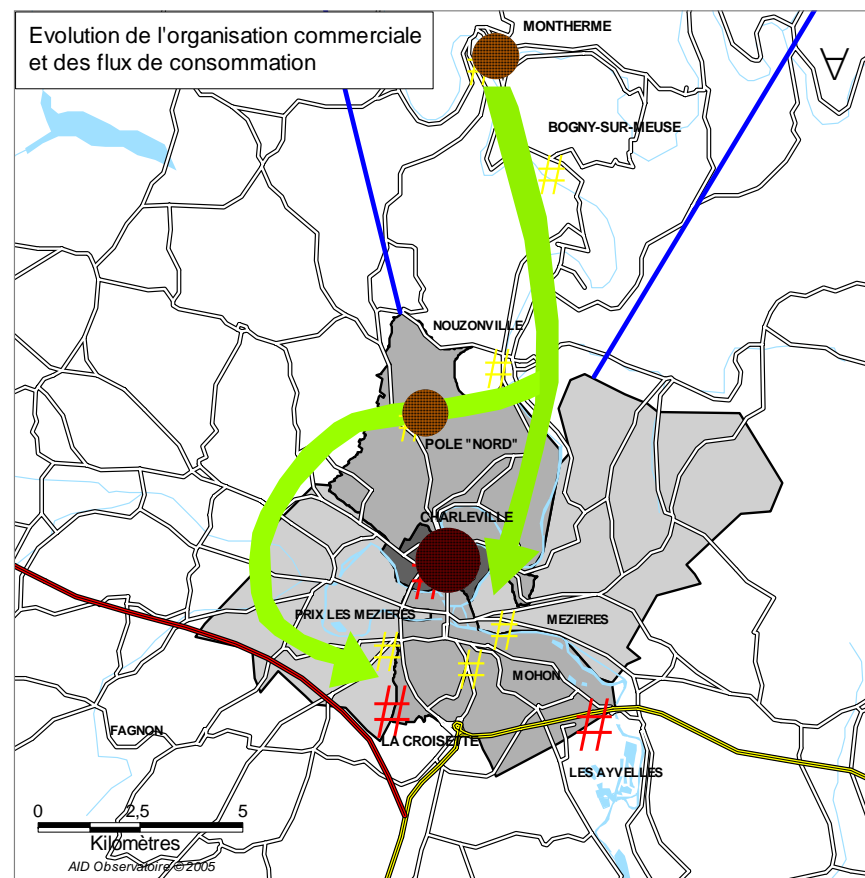 Evolution de l'organisation commerciale
et des flux de consommation
MONTHERME
BOGNY-SUR-MEUSE
NOUZONVILLE
POLE "NORD"
CHARLEVILLE
PRIX LES MEZIERES
MEZIERES
MOHON
FAGNON
LA CROISETTE
LES AYVELLES
0 2,5 5
Kilomètres
AID Observatoire © 2005